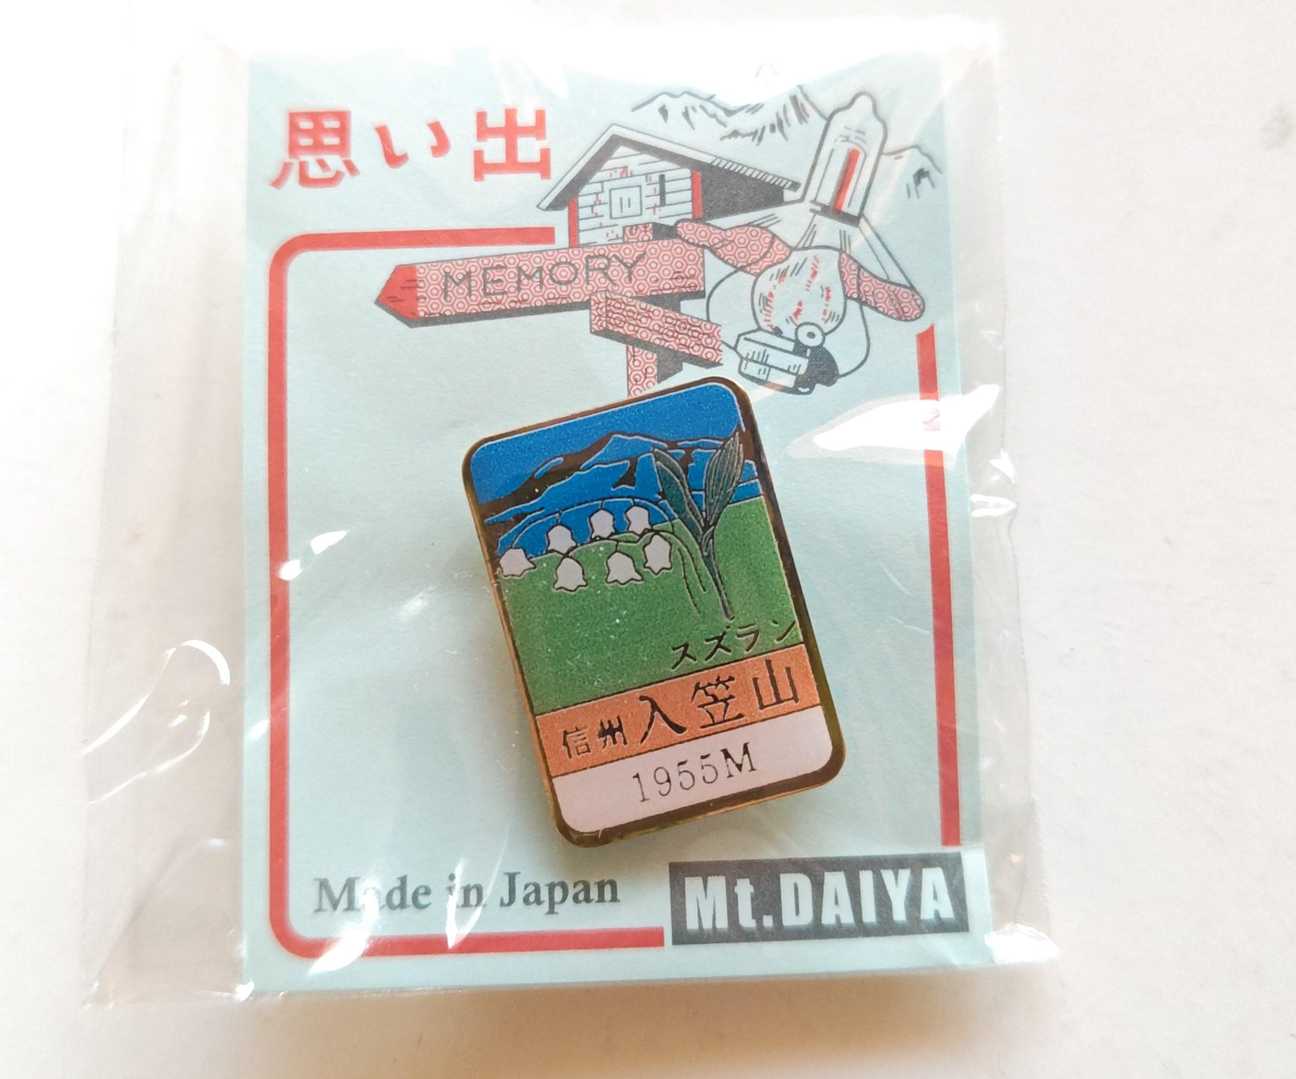 思い出
MEMORY
スズラン
信州 入笠山
1955M
Made in Japan
Mt.DAIYA